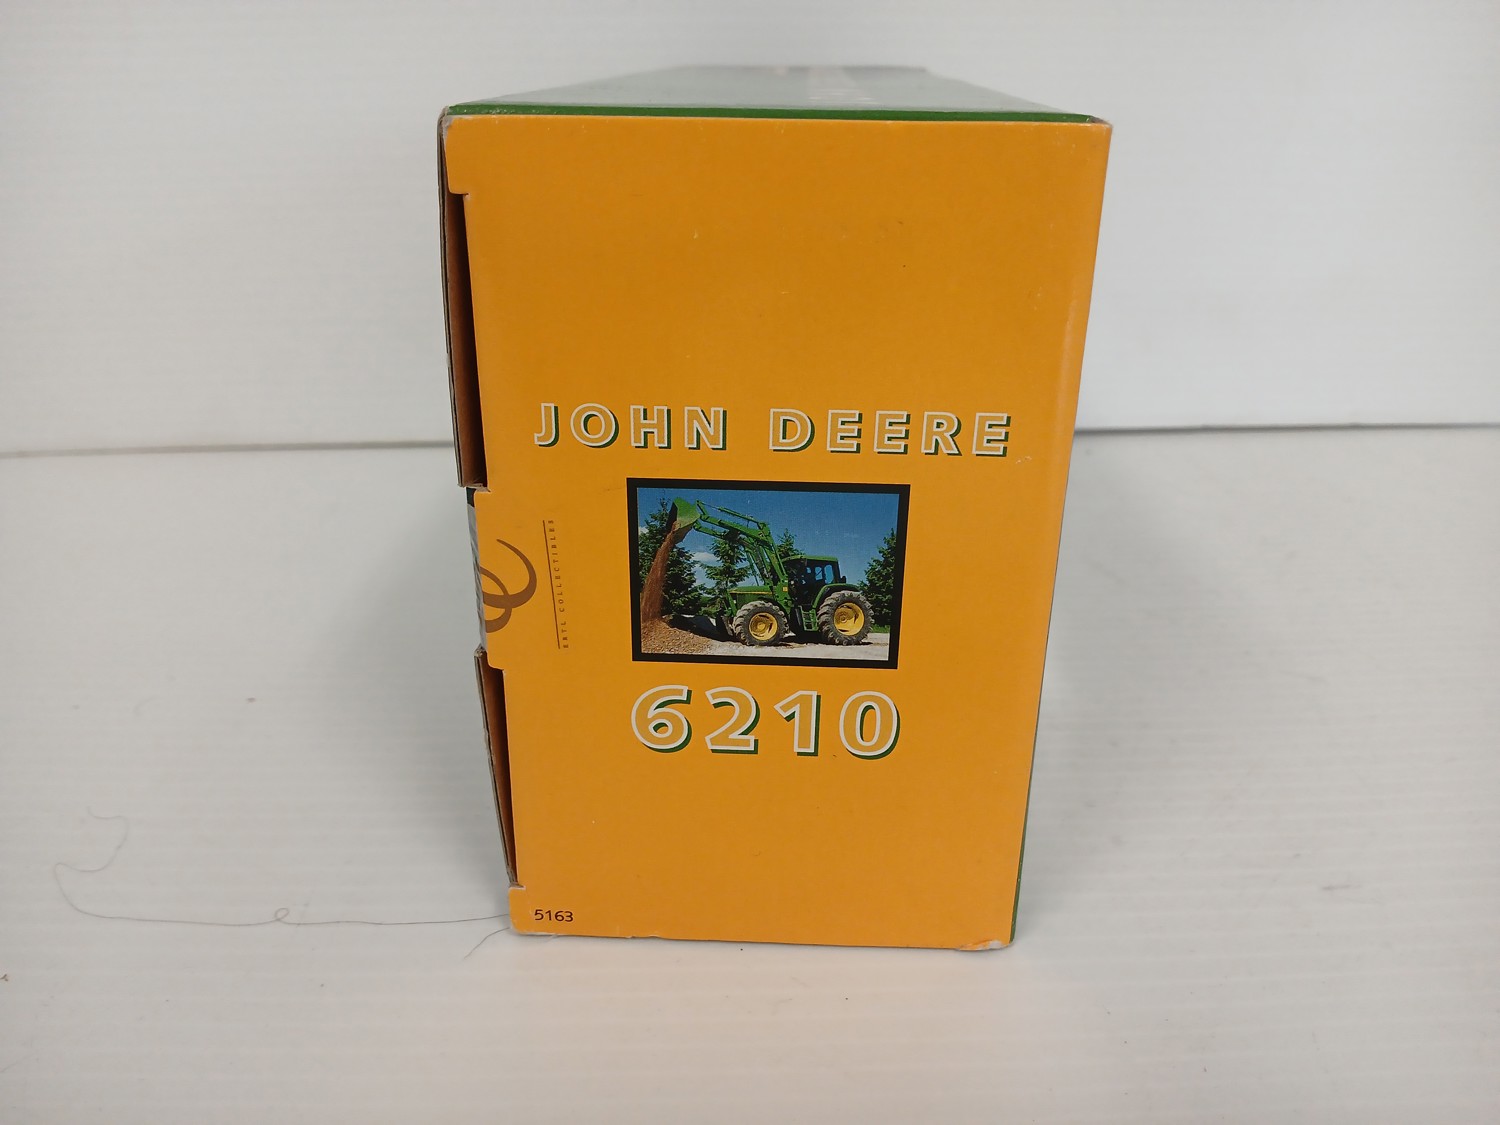 JOHN DEERE
ERTL COLLECTIBLES
6210
5163